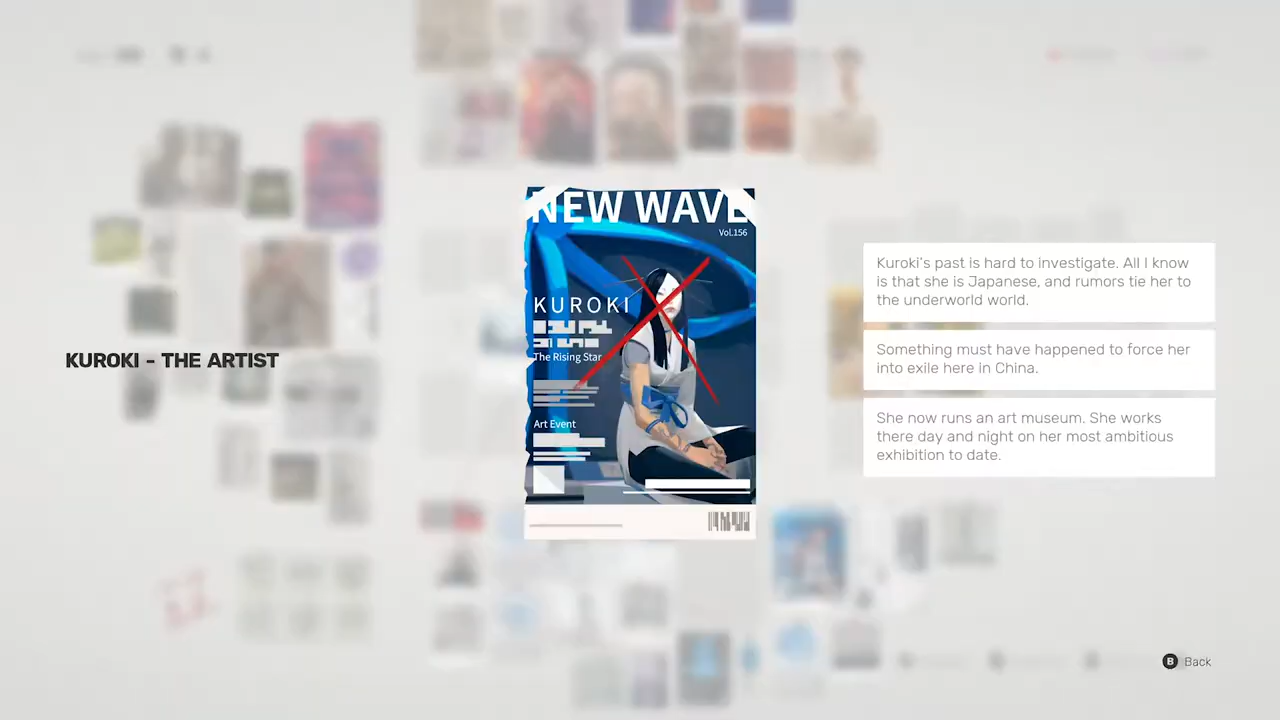 KUROKI - THE ARTIST
NEW WAVE
Vol.156
KUROKI
The Rising Star
Art Event
Kuroki's past is hard to investigate. All I know
is that she is Japanese, and rumors tie her to
the underworld world.
Something must have happened to force her
into exile here in China.
She now runs an art museum. She works
there day and night on her most ambitious
exhibition to date.
B Back